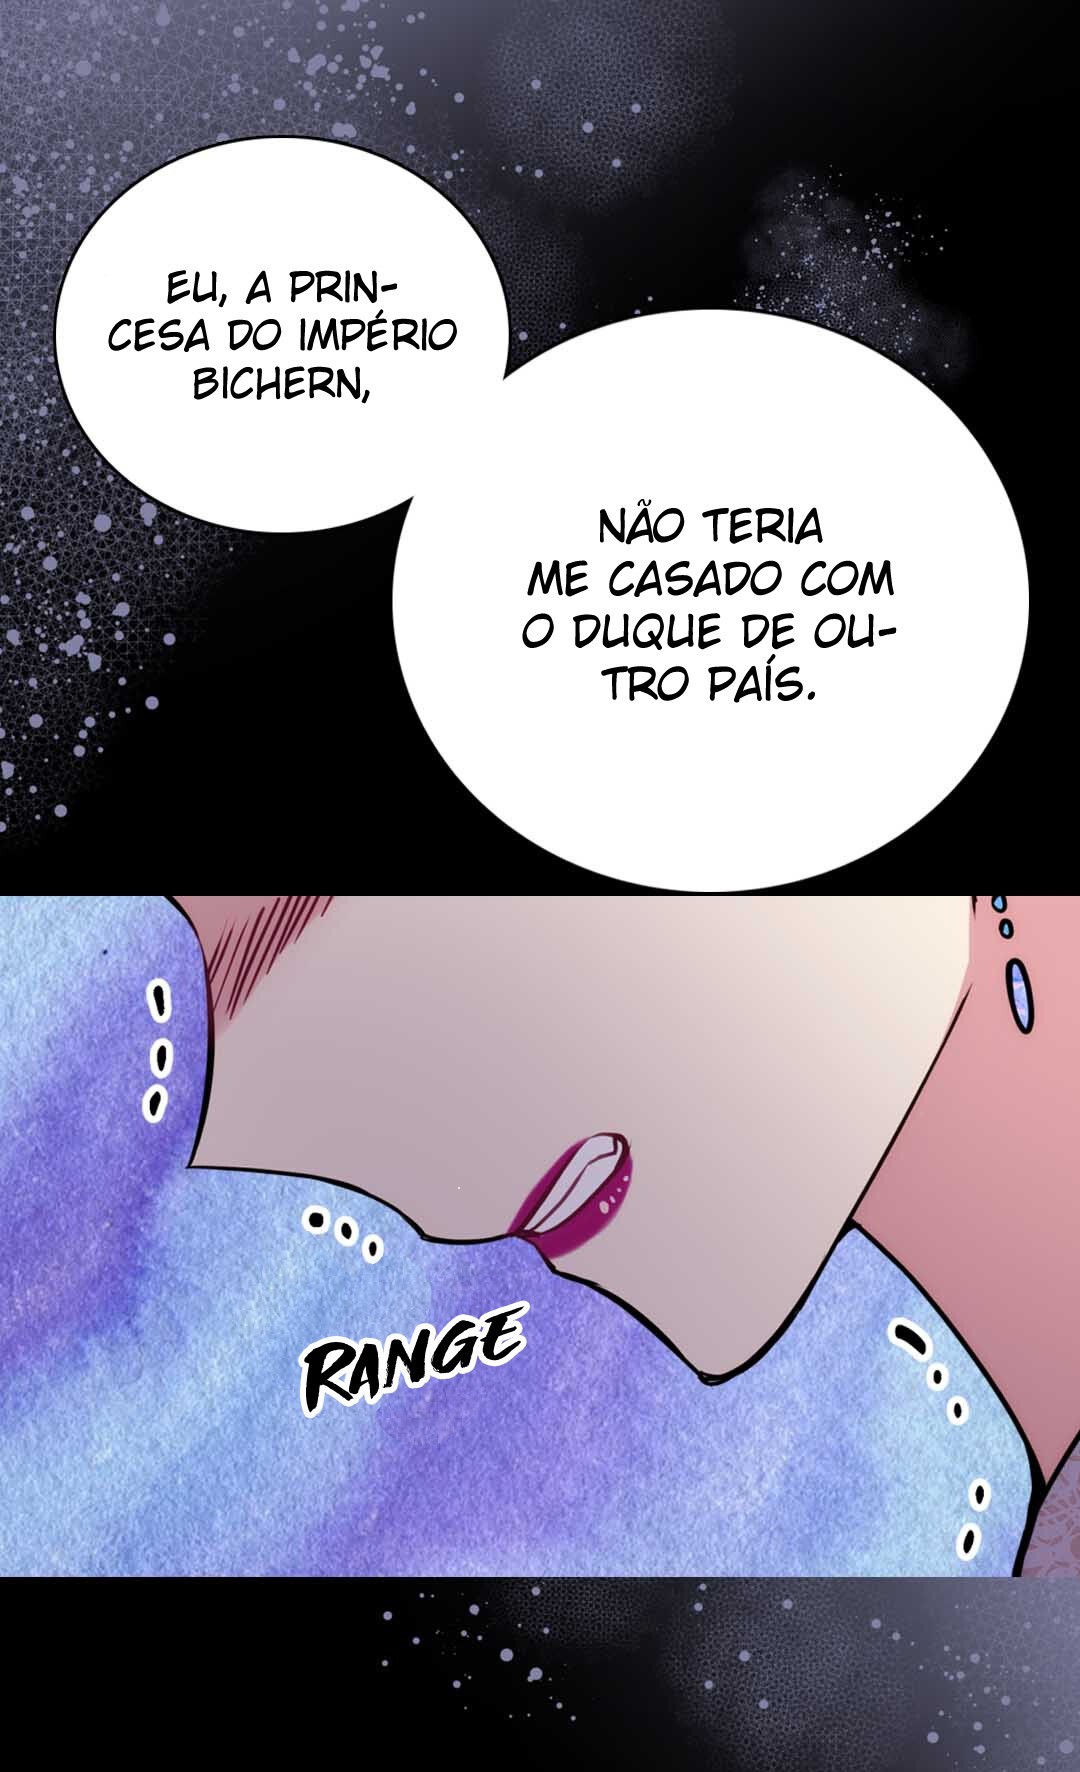 EU, A PRIN-
CESA DO IMPÉRIO
BICHERN,
NÃO TERIA
ME CASADO COM
O DUQUE DE OU-
TRO PAÍS.
RANGE